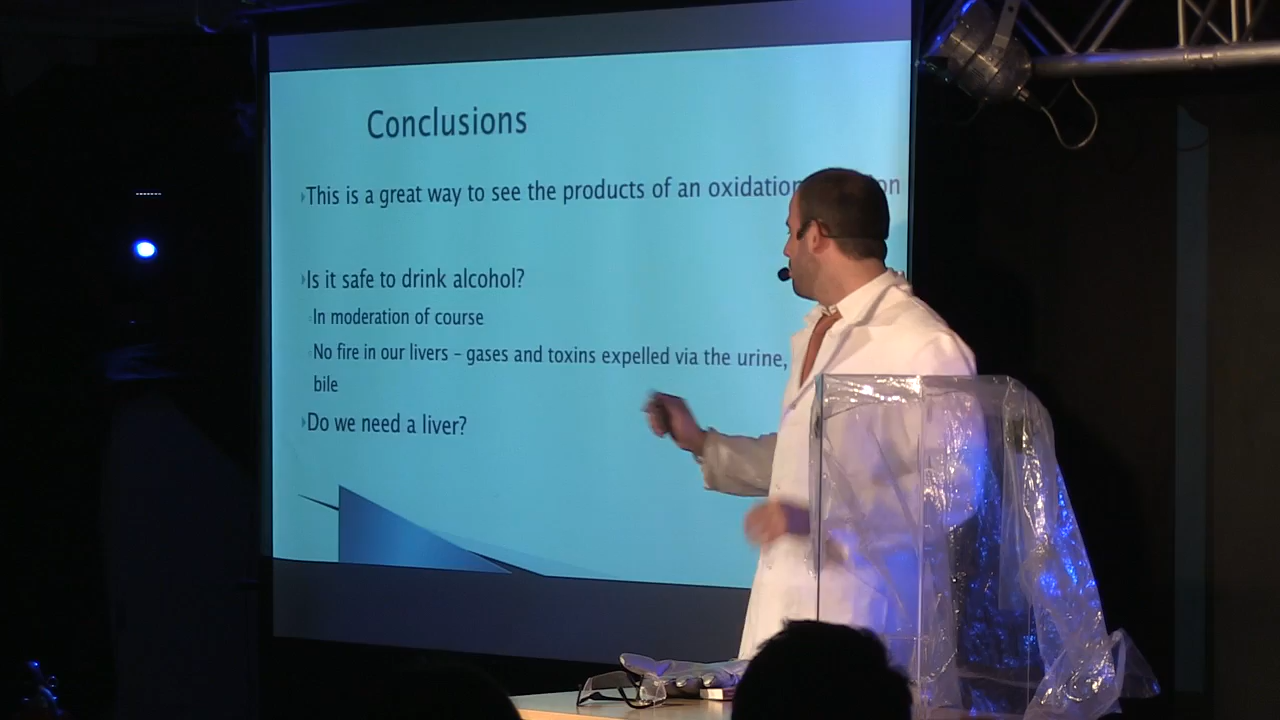 Conclusions
This is a great way to see the products of an oxidation
Is it safe to drink alcohol?
In moderation of course
No fire in our livers – gases and toxins expelled via the urine,
bile
Do we need a liver?